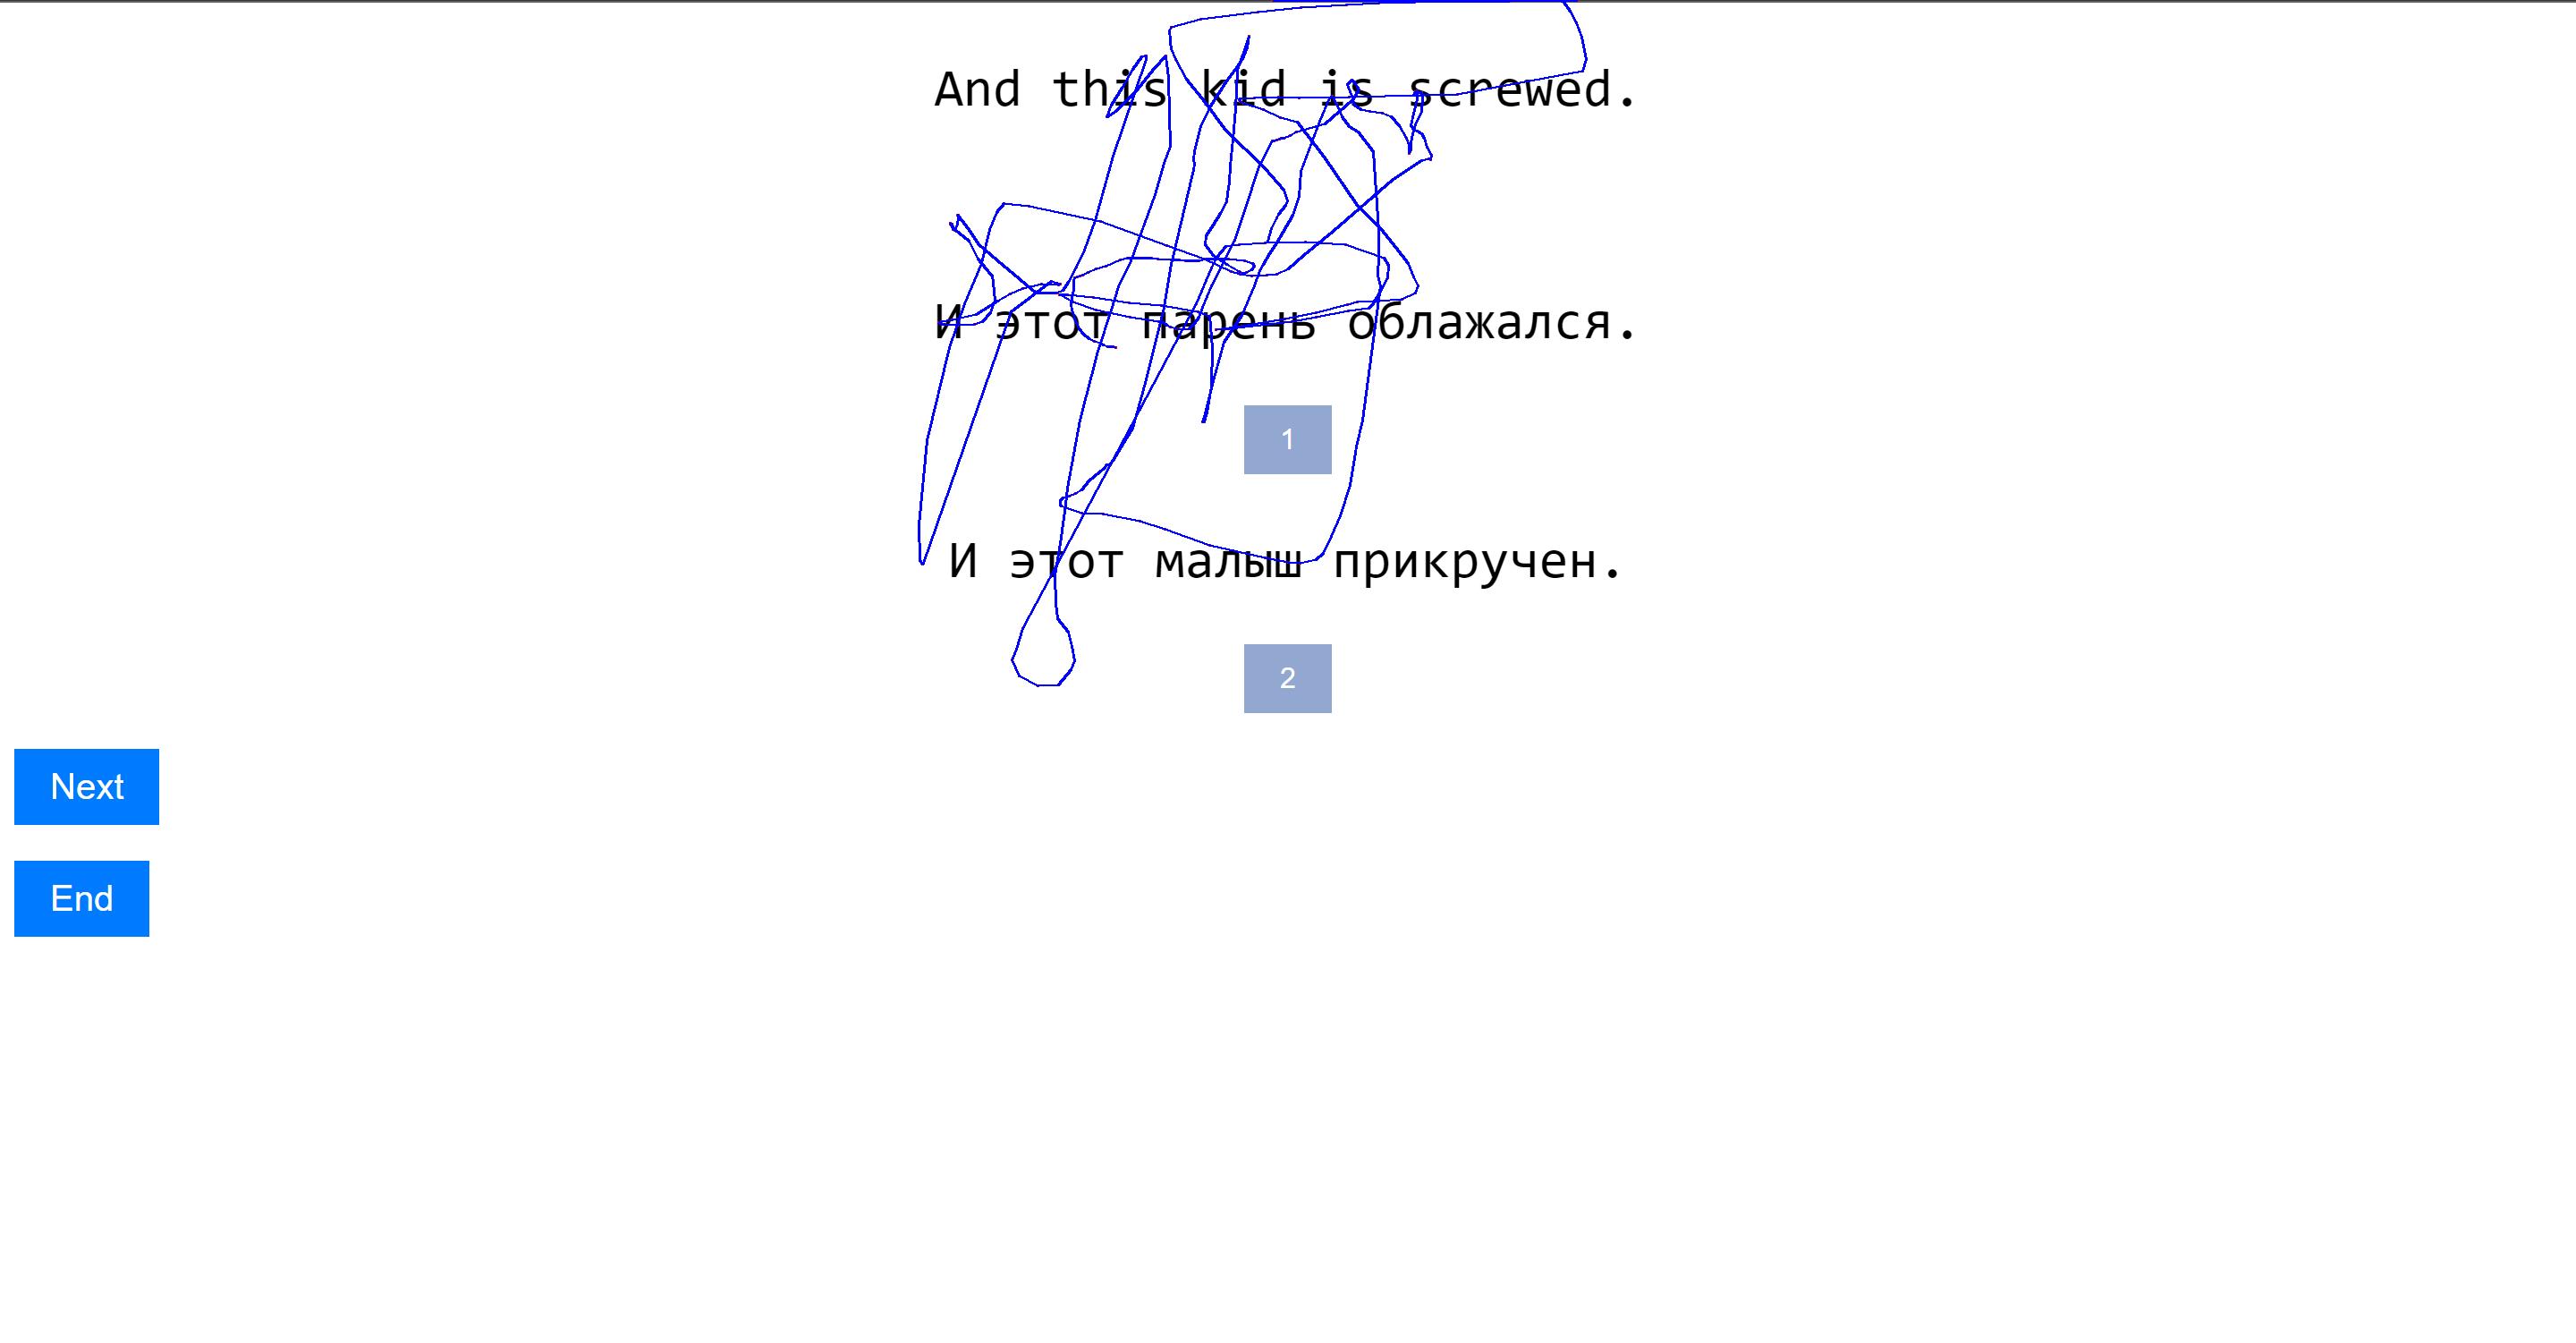 And this kid is screwed.
И этот парень облажался.
1
И этот малыш прикручен.
2
Next
End